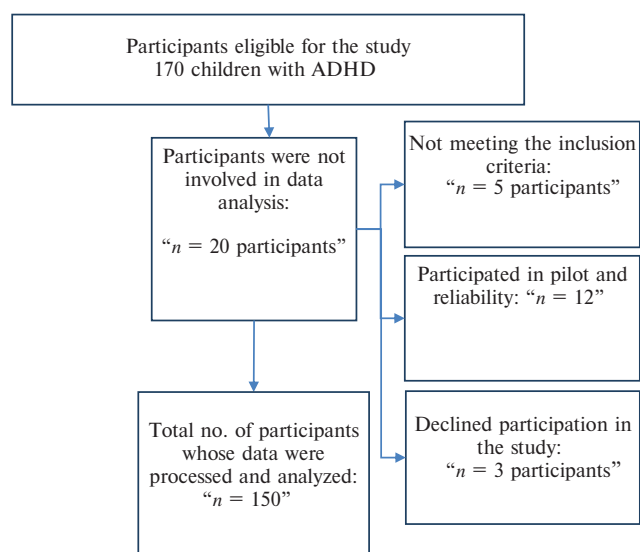 Participants eligible for the study
170 children with ADHD
Participants were not
involved in data
analysis:
“n = 20 participants”
Not meeting the inclusion
criteria:
“n = 5 participants”
Participated in pilot and
reliability: “n = 12”
Declined participation in
the study:
“n = 3 participants”
Total no. of participants
whose data were
processed and analyzed:
“n = 150”